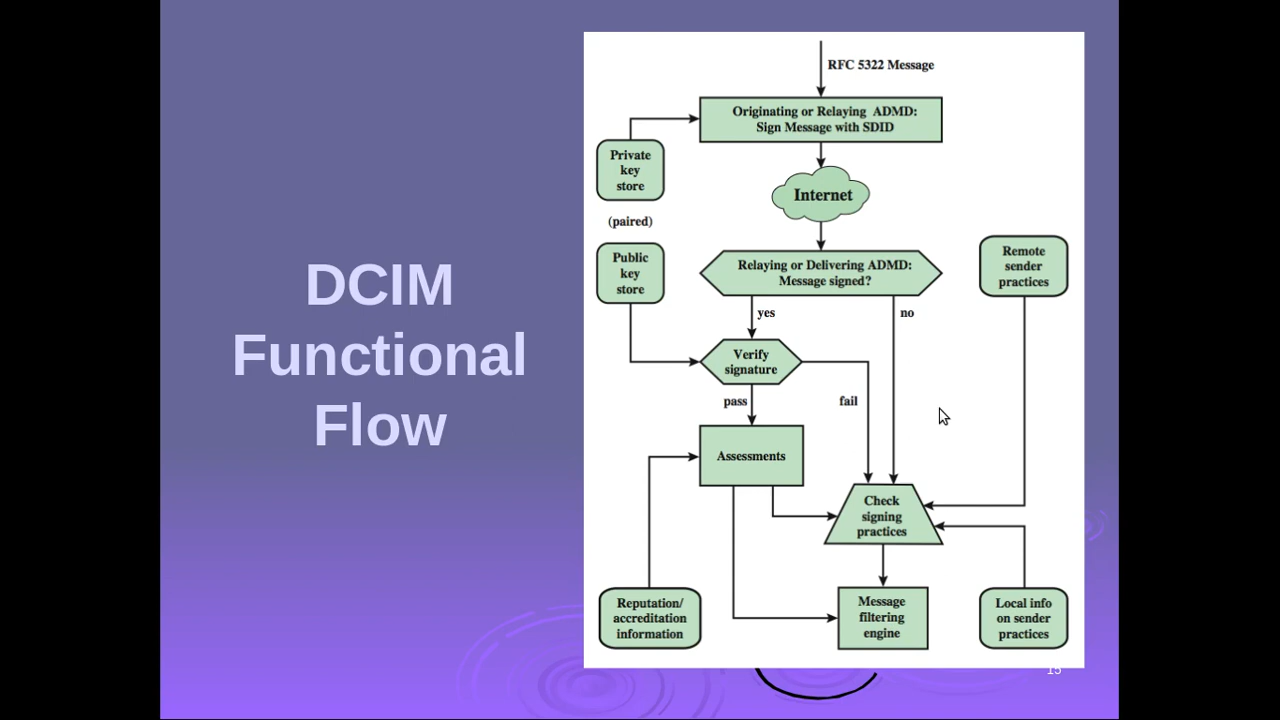 DCIM
Functional
Flow
RFC 5322 Message
Originating or Relaying ADMD:
Sign Message with SDID
Private
key
store
Internet
(paired)
Public
key
store
Relaying or Delivering ADMD:
Message signed?
Remote
sender
practices
yes
no
Verify
signature
pass
fail
Assessments
Check
signing
practices
Reputation/
accreditation
information
Message
filtering
engine
Local info
on sender
practices
15